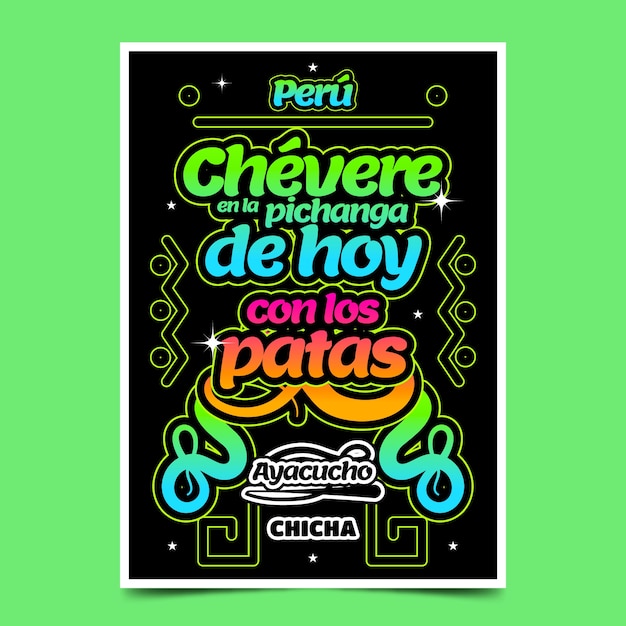 Perú
Chévere
en la pichanga
de hoy
con los
patas
Ayacucho
CHICHA